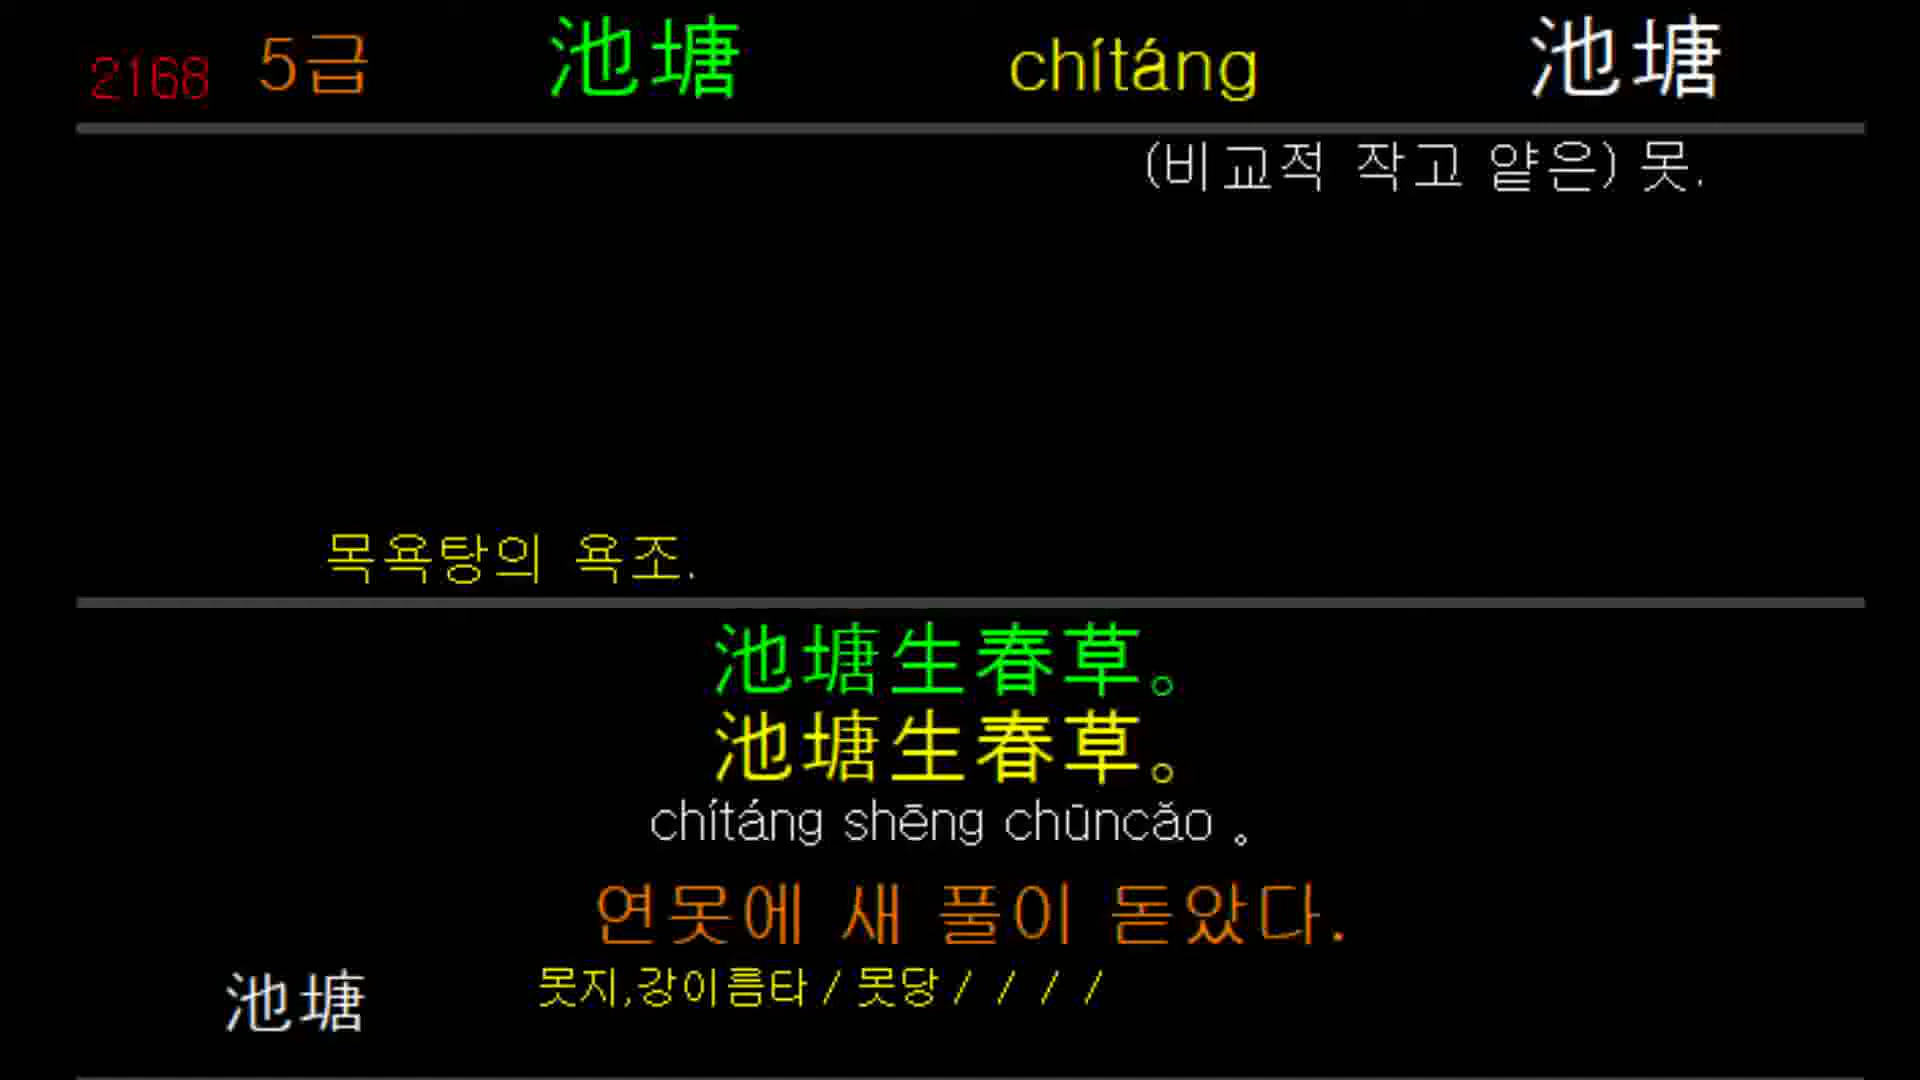 2168 5급 池塘 chítáng 池塘
(비교적 작고 얕은) 못.
목욕탕의 욕조.
池塘生春草。
池塘生春草。
chítáng shēng chūncǎo 。
연못에 새 풀이 돋았다.
池塘 못지,강이름타 / 못당 / / / /